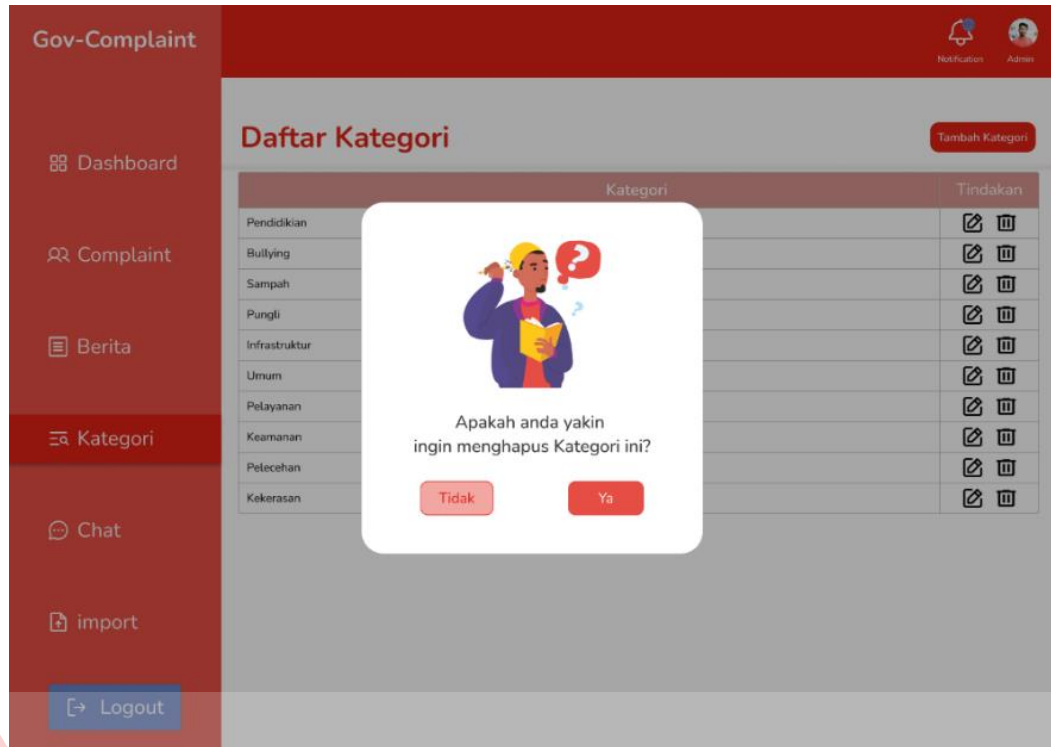 Gov-Complaint
Notification
Admin
Dashboard
Complaint
Berita
Kategori
Chat
import
Logout
Daftar Kategori
Tambah Kategori
Kategori
Tindakan
Pendidikian
Bullying
Sampah
Pungli
Infrastruktur
Umum
Pelayanan
Keamanan
Pelecehan
Kekerasan
?
?
Apakah anda yakin
ingin menghapus Kategori ini?
Tidak
Ya